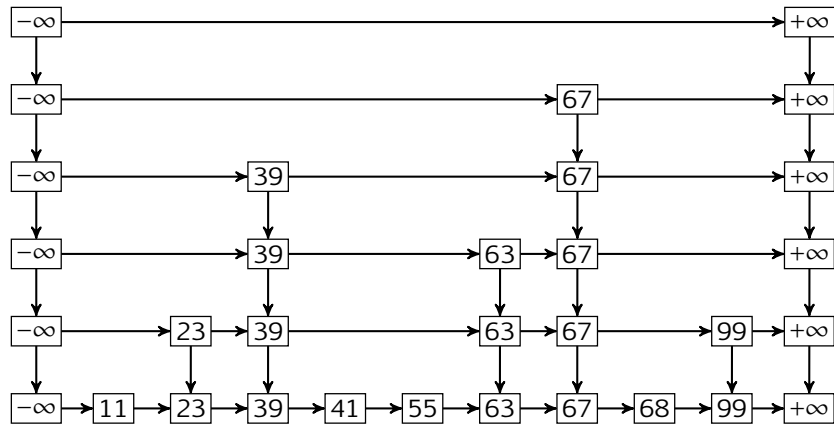 −∞ +∞
−∞ 67 +∞
−∞ 39 67 +∞
−∞ 39 63 67 +∞
−∞ 23 39 63 67 99 +∞
−∞ 11 23 39 41 55 63 67 68 99 +∞